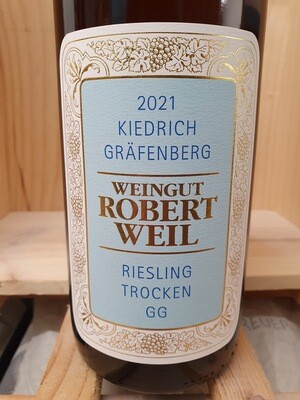 2021
KIEDRICH
GRÄFENBERG
WEINGUT
ROBERT
WEIL
RIESLING
TROCKEN
GG